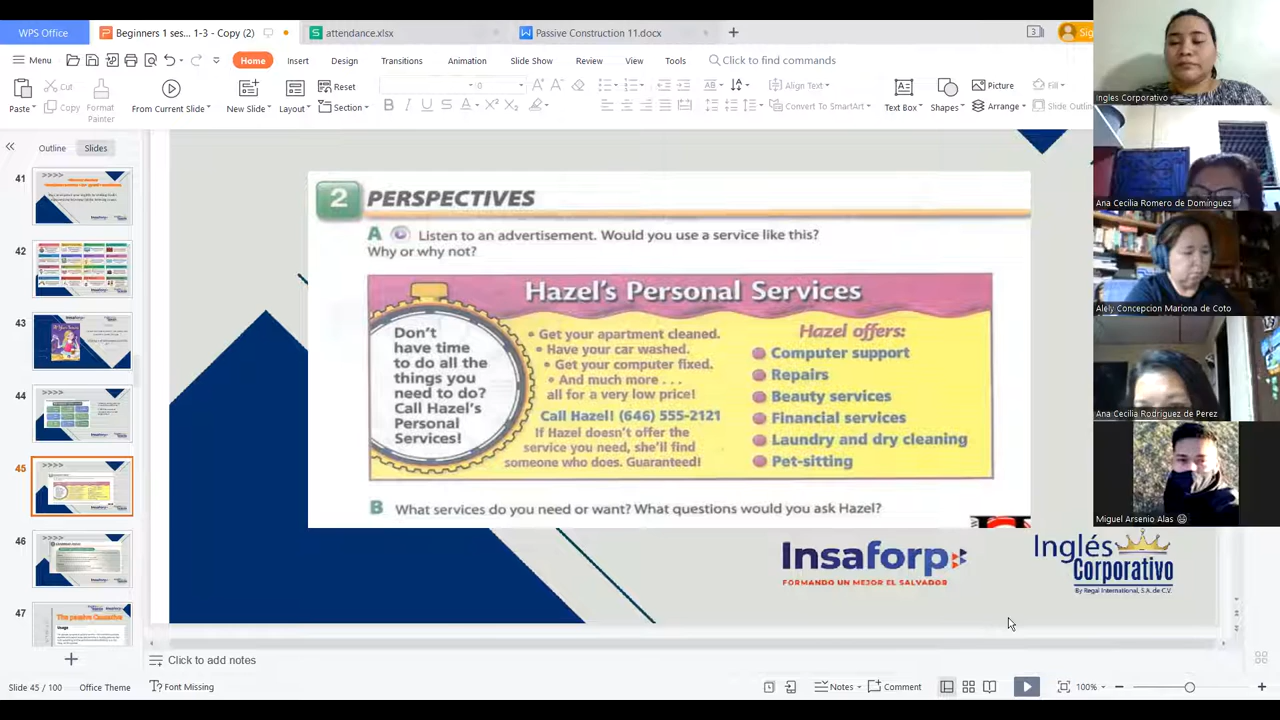 WPS Office
Beginners 1 ses... 1-3 - Copy (2)
attendance.xlsx
Passive Construction 11.docx
Menu
Home
Insert
Design
Transitions
Animation
Slide Show
Review
View
Tools
Click to find commands
Paste
Cut
Copy
Format
Painter
From Current Slide
New Slide
Layout
Reset
Section
0
Align Text
Convert To SmartArt
Text Box
Shapes
Picture
Arrange
Fill
Outline
Slides
41
42
43
44
45
46
47
The passive Causative
Usage
2 PERSPECTIVES
A Listen to an advertisement. Would you use a service like this?
Why or why not?
Hazel's Personal Services
Don't
have time
to do all the
things you
need to do?
Call Hazel's
Personal
Services!
• Get your apartment cleaned.
• Have your car washed.
• Get your computer fixed.
• And much more . . .
all for a very low price!
Call Hazel! (646) 555-2121
If Hazel doesn't offer the
service you need, she'll find
someone who does. Guaranteed!
Hazel offers:
Computer support
Repairs
Beauty services
Financial services
Laundry and dry cleaning
Pet-sitting
B What services do you need or want? What questions would you ask Hazel?
Insaforp
FORMANDO UN MEJOR EL SALVADOR
Inglés
Corporativo
By Regal International, S.A. de C.V.
Click to add notes
Slide 45 / 100
Office Theme
Font Missing
Notes
Comment
100%
Ingles Corporativo
Ana Cecilia Romero de Dominguez
Alely Concepcion Mariona de Coto
Ana Cecilia Rodriguez de Perez
Miguel Arsenio Alas